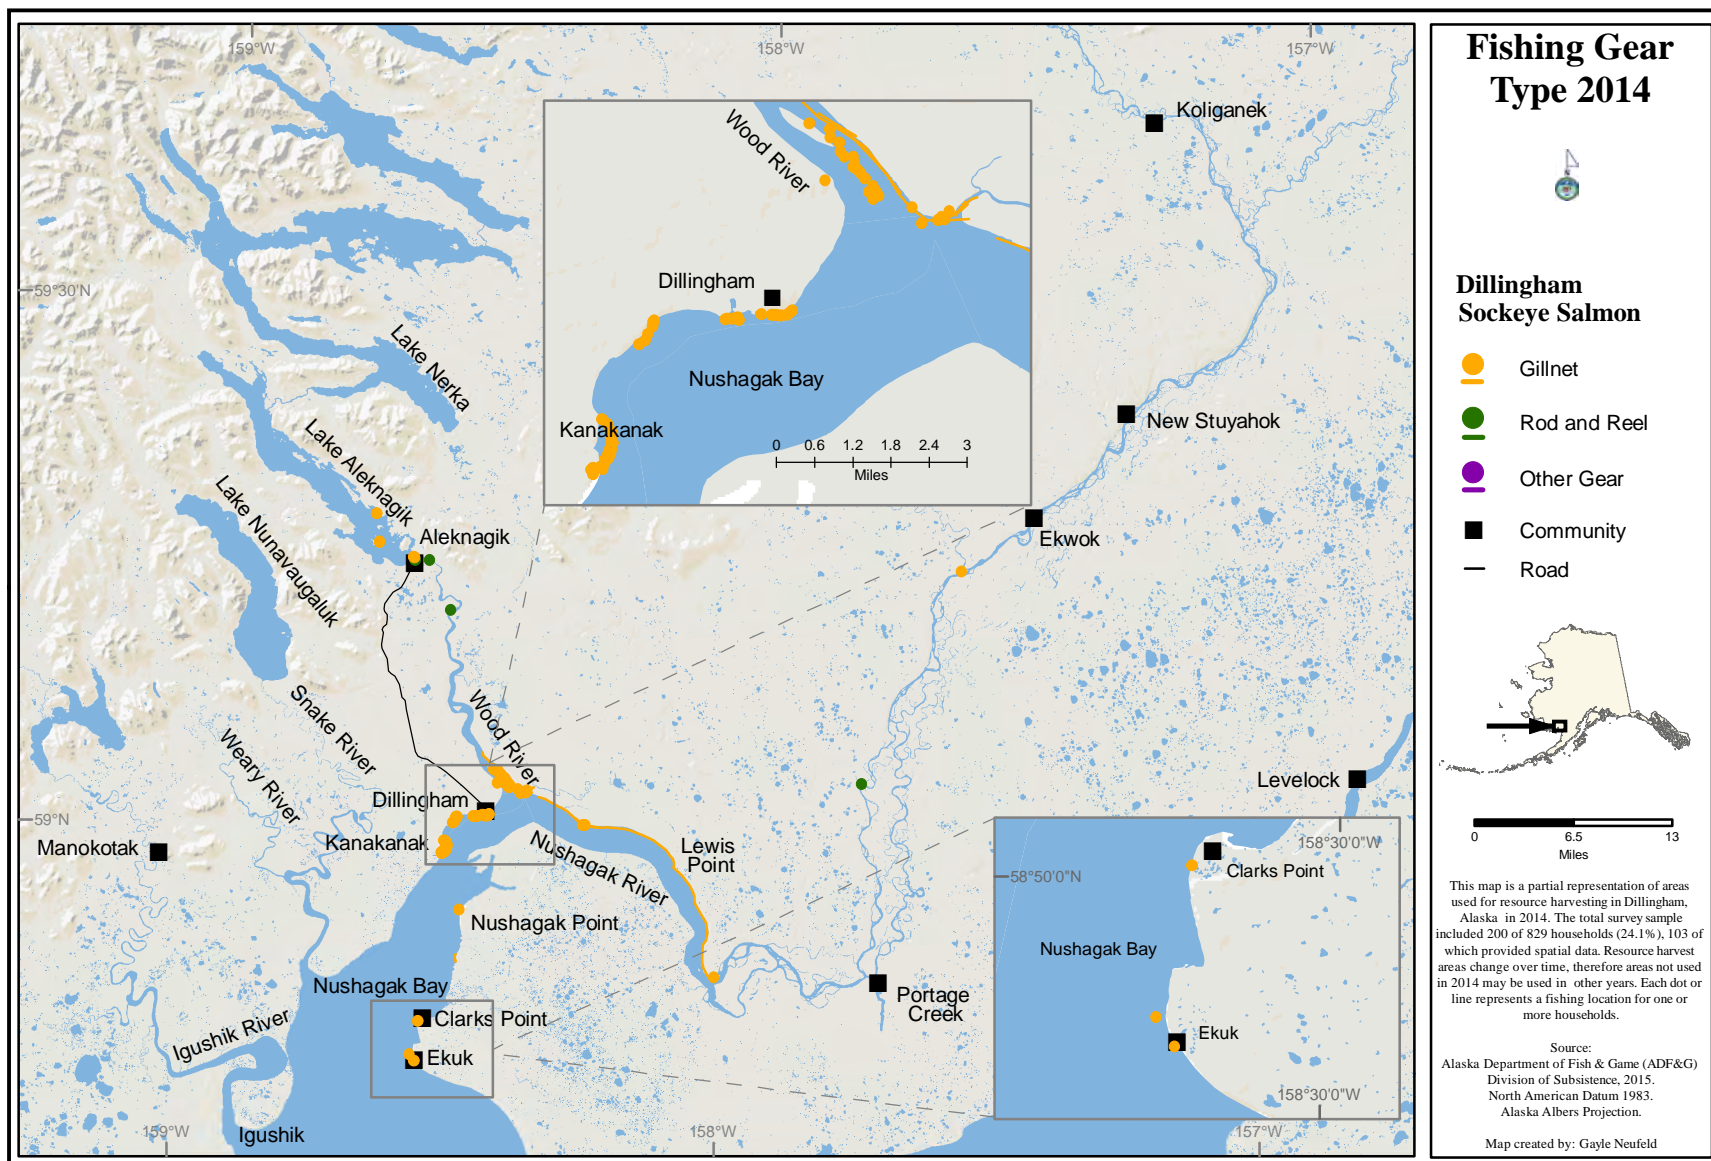 159°W
158°W
157°W
59°30'N
59°N
159°W
158°W
157°W
Koliganek
New Stuyahok
Ekwok
Levelock
Portage
Creek
Lake Nerka
Lake Aleknagik
Lake Nunavaugaluk
Aleknagik
Snake River
Weary River
Wood River
Dillingham
Kanakanak
Manokotak
Nushagak River
Lewis
Point
Nushagak Point
Nushagak Bay
Clarks Point
Ekuk
Igushik River
Igushik
Wood River
Dillingham
Nushagak Bay
Kanakanak
0 0.6 1.2 1.8 2.4 3
Miles
158°30'0"W
58°50'0"N
Clarks Point
Nushagak Bay
Ekuk
158°30'0"W
Fishing Gear
Type 2014
Dillingham
Sockeye Salmon
Gillnet
Rod and Reel
Other Gear
Community
Road
0 6.5 13
Miles
This map is a partial representation of areas
used for resource harvesting in Dillingham,
Alaska in 2014. The total survey sample
included 200 of 829 households (24.1%), 103 of
which provided spatial data. Resource harvest
areas change over time, therefore areas not used
in 2014 may be used in other years. Each dot or
line represents a fishing location for one or
more households.
Source:
Alaska Department of Fish & Game (ADF&G)
Division of Subsistence, 2015.
North American Datum 1983.
Alaska Albers Projection.
Map created by: Gayle Neufeld